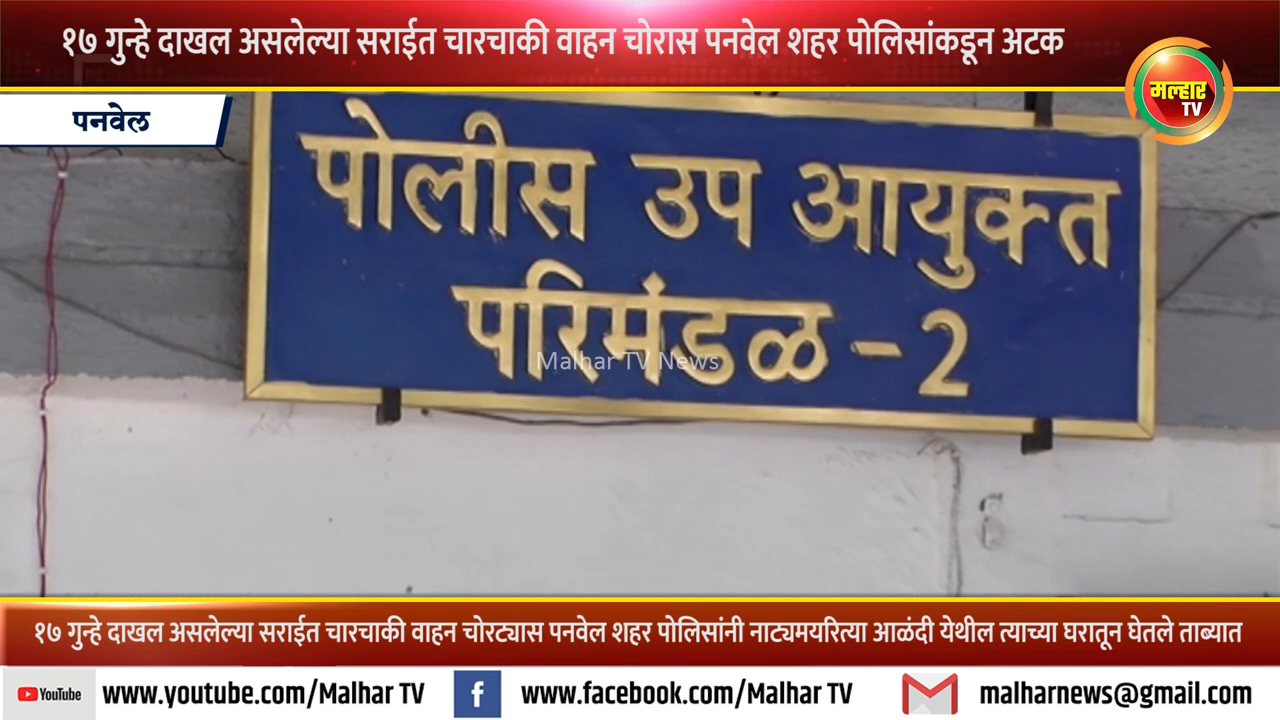 १७ गुन्हे दाखल असलेल्या सराईत चारचाकी वाहन चोरास पनवेल शहर पोलिसांकडून अटक
मल्हार
TV
पनवेल
पोलीस उप आयुक्त
परिमंडळ - 2
Malhar TV News
१७ गुन्हे दाखल असलेल्या सराईत चारचाकी वाहन चोरट्यास पनवेल शहर पोलिसांनी नाट्यमयरित्या आळंदी येथील त्याच्या घरातून घेतले ताब्यात
YouTube www.youtube.com/Malhar TV f www.facebook.com/Malhar TV malharnews@gmail.com